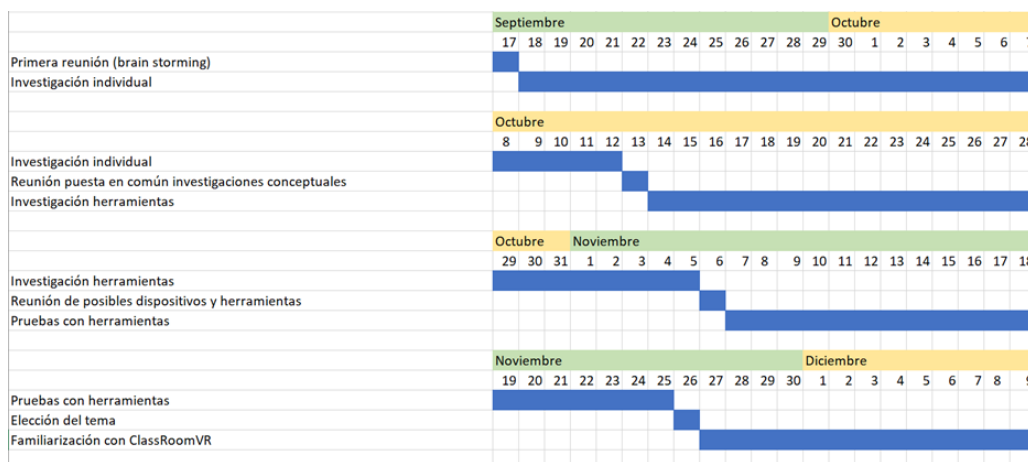 Septiembre Octubre
17 18 19 20 21 22 23 24 25 26 27 28 29 30 1 2 3 4 5 6
Primera reunión (brain storming)
Investigación individual
Octubre
8 9 10 11 12 13 14 15 16 17 18 19 20 21 22 23 24 25 26 27 28
Investigación individual
Reunión puesta en común investigaciones conceptuales
Investigación herramientas
Octubre Noviembre
29 30 31 1 2 3 4 5 6 7 8 9 10 11 12 13 14 15 16 17 18
Investigación herramientas
Reunión de posibles dispositivos y herramientas
Pruebas con herramientas
Noviembre Diciembre
19 20 21 22 23 24 25 26 27 28 29 30 1 2 3 4 5 6 7 8 9
Pruebas con herramientas
Elección del tema
Familiarización con ClassRoomVR